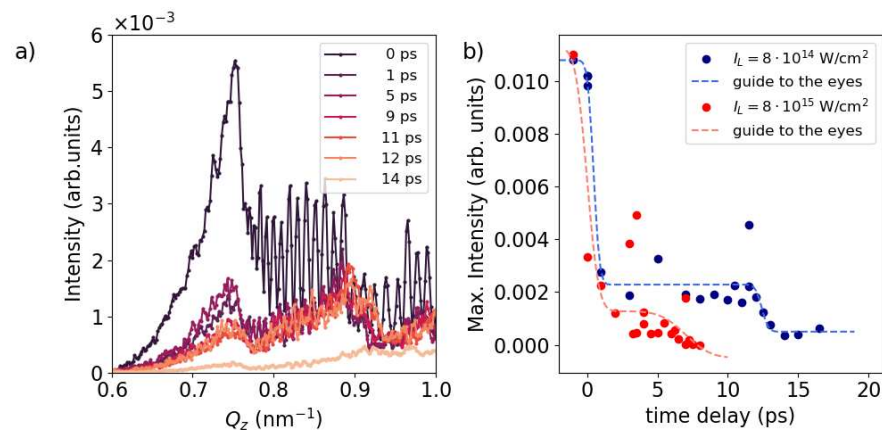 a)
×10⁻³
6
5
4
3
2
1
0
Intensity (arb.units)
0.6 0.7 0.8 0.9 1.0
Q_z (nm⁻¹)
0 ps
1 ps
5 ps
9 ps
11 ps
12 ps
14 ps
b)
0.010
0.008
0.006
0.004
0.002
0.000
Max. Intensity (arb. units)
0 5 10 15 20
time delay (ps)
I_L = 8 · 10¹⁴ W/cm²
guide to the eyes
I_L = 8 · 10¹⁵ W/cm²
guide to the eyes